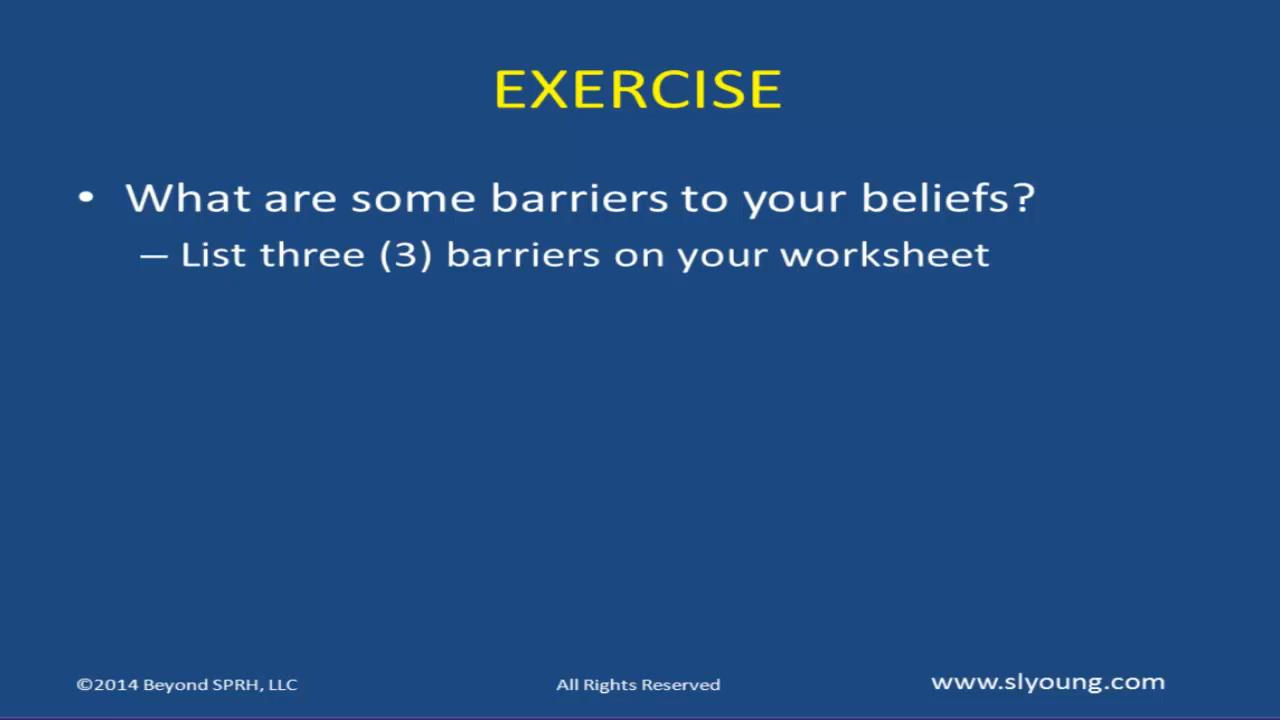 EXERCISE
• What are some barriers to your beliefs?
– List three (3) barriers on your worksheet
©2014 Beyond SPRH, LLC
All Rights Reserved
www.slyoung.com